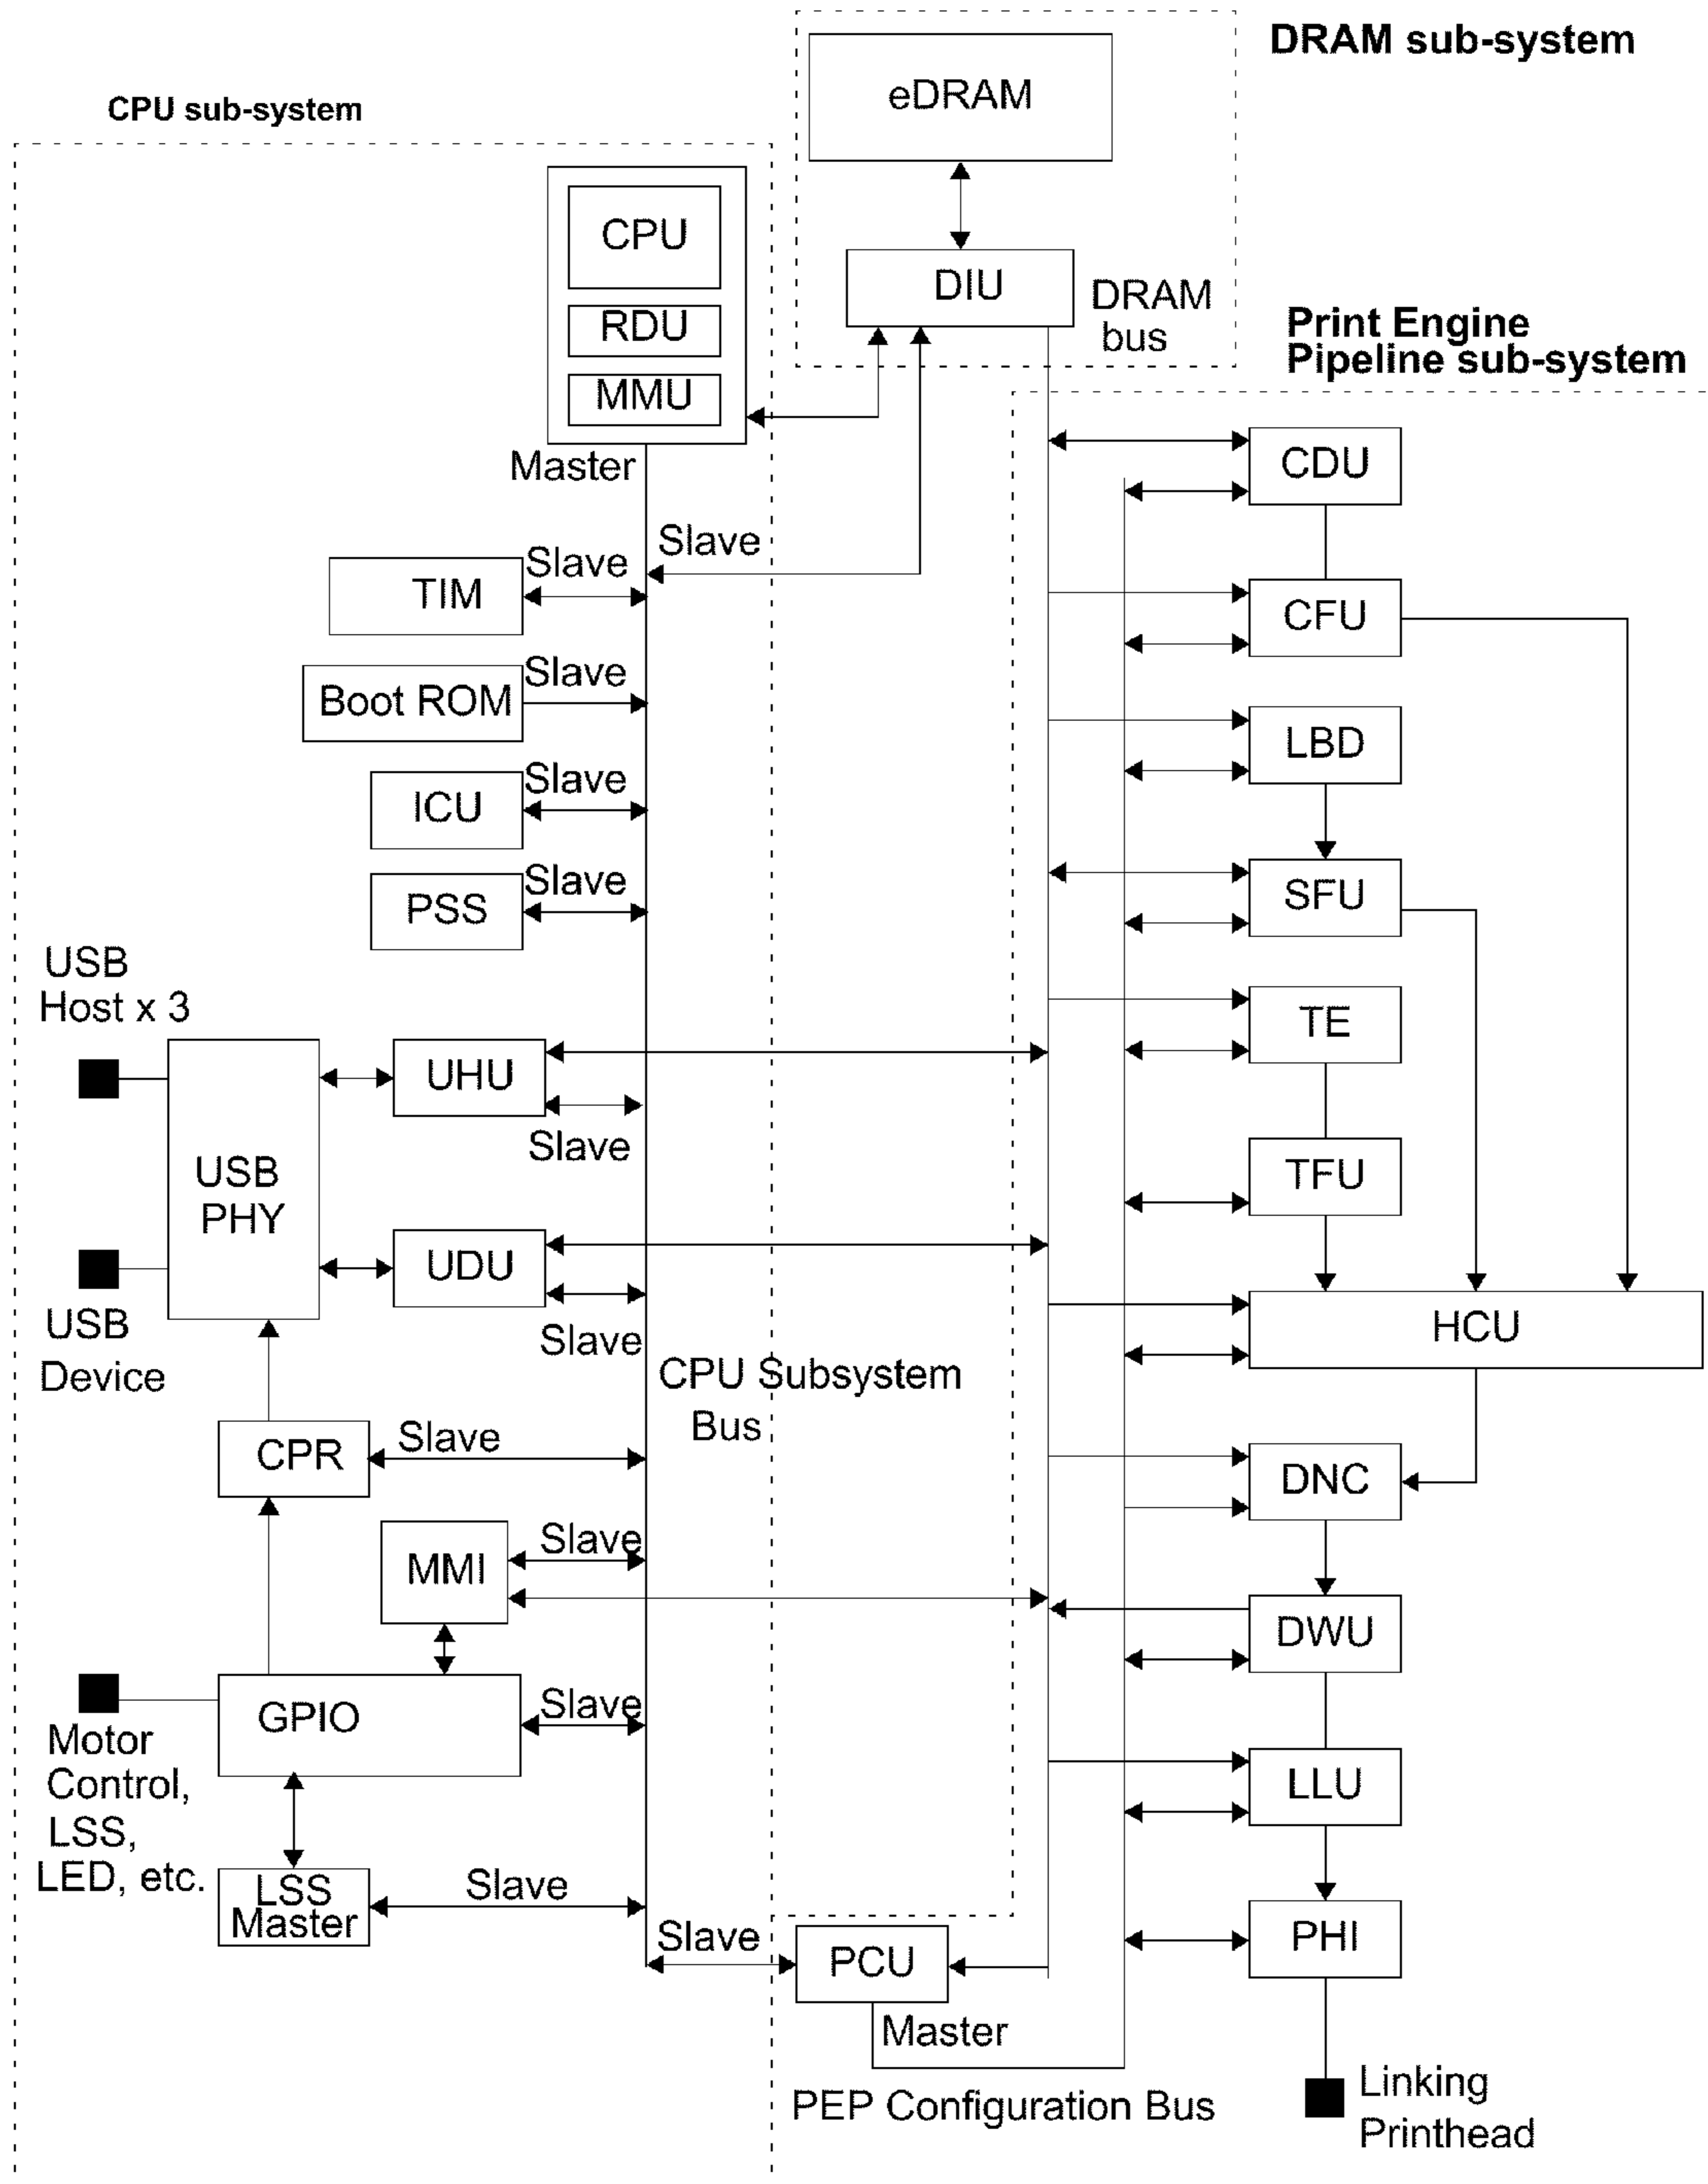 DRAM sub-system
eDRAM
CPU sub-system
CPU
DIU
DRAM
bus
RDU
Print Engine
Pipeline sub-system
MMU
Master
CDU
Slave
Slave
TIM
CFU
Slave
Boot ROM
LBD
Slave
ICU
Slave
PSS
SFU
USB
Host x 3
TE
UHU
Slave
USB
PHY
TFU
UDU
USB
Device
Slave
HCU
CPU Subsystem
Bus
CPR
Slave
DNC
MMI
Slave
DWU
GPIO
Slave
Motor
Control,
LSS,
LED, etc.
LLU
LSS
Master
Slave
Slave
PCU
PHI
Master
PEP Configuration Bus
Linking
Printhead